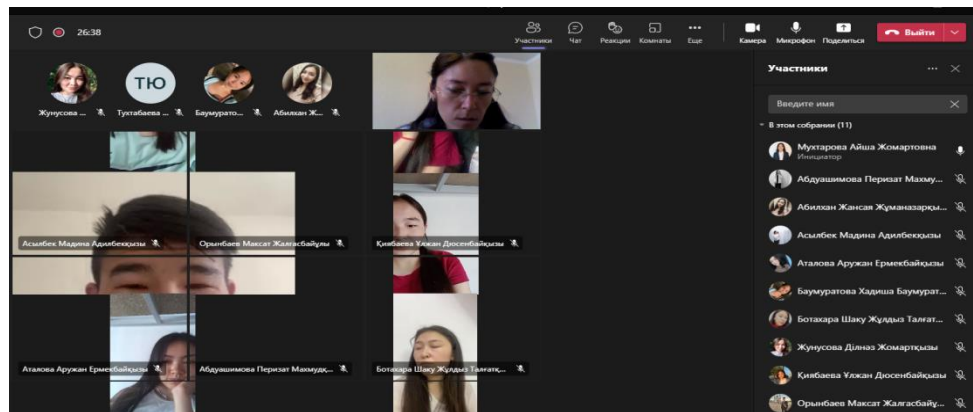 26:38
Участники Чат Реакции Комнаты Еще Камера Микрофон Поделиться Выйти
ТЮ
Жунусова ... Тухтабаева ... Баумурато... Абилхан Ж...
Асылбек Мадина Адилбекқызы Орынбаев Максат Жалгасбайұлы Киябаева Ұлжан Дюсенбайқызы
Аталова Аружан Ермекбайқызы Абдуашимова Перизат Махмудқ... Ботахара Шаку Жұлдыз Талғатқ...
Участники
Введите имя
В этом собрании (11)
Мухтарова Айша Жомартовна
Инициатор
Абдуашимова Перизат Махму...
Абилхан Жансая Жұманазарқы...
Асылбек Мадина Адилбекқызы
Аталова Аружан Ермекбайқызы
Баумуратова Хадиша Баумурат...
Ботахара Шаку Жұлдыз Талғат...
Жунусова Ділназ Жомартқызы
Киябаева Ұлжан Дюсенбайқызы
Орынбаев Максат Жалгасбайұ...